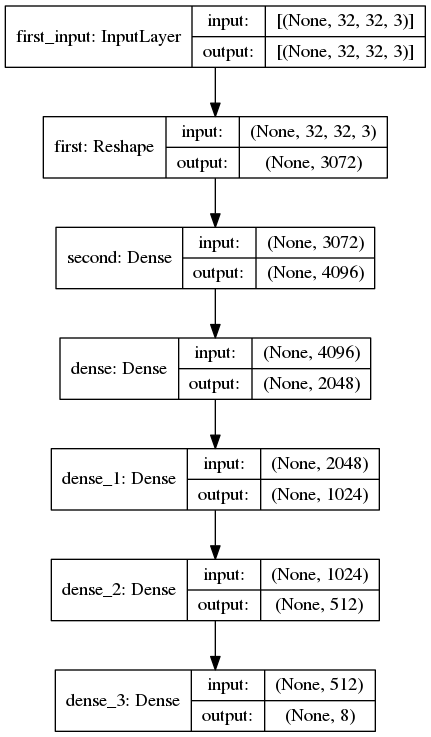 first_input: InputLayer input: [(None, 32, 32, 3)]
output: [(None, 32, 32, 3)]
first: Reshape input: (None, 32, 32, 3)
output: (None, 3072)
second: Dense input: (None, 3072)
output: (None, 4096)
dense: Dense input: (None, 4096)
output: (None, 2048)
dense_1: Dense input: (None, 2048)
output: (None, 1024)
dense_2: Dense input: (None, 1024)
output: (None, 512)
dense_3: Dense input: (None, 512)
output: (None, 8)